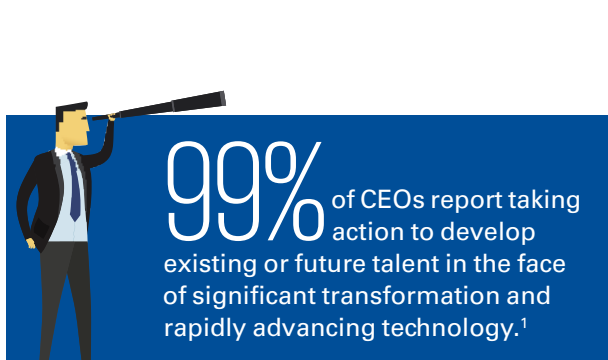 99% of CEOs report taking
action to develop
existing or future talent in the face
of significant transformation and
rapidly advancing technology.1